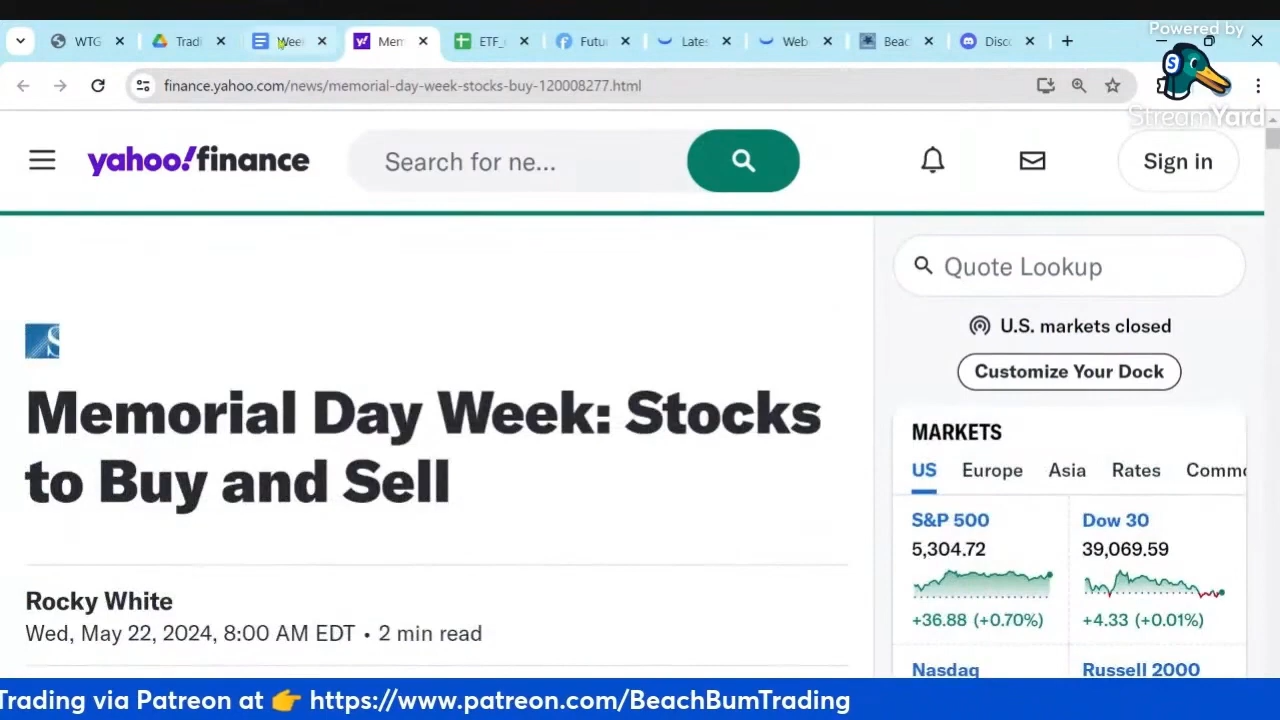 Powered by
WTG
Tradi
Wee
Mem
ETF_
Futu
Late
Web
Beac
Disc
finance.yahoo.com/news/memorial-day-week-stocks-buy-120008277.html
StreamYard
yahoo!finance
Search for ne...
Sign in
Quote Lookup
U.S. markets closed
Customize Your Dock
Memorial Day Week: Stocks
to Buy and Sell
Rocky White
Wed, May 22, 2024, 8:00 AM EDT • 2 min read
MARKETS
US Europe Asia Rates Commo
S&P 500
5,304.72
+36.88 (+0.70%)
Dow 30
39,069.59
+4.33 (+0.01%)
Nasdaq
Russell 2000
Trading via Patreon at 👉 https://www.patreon.com/BeachBumTrading